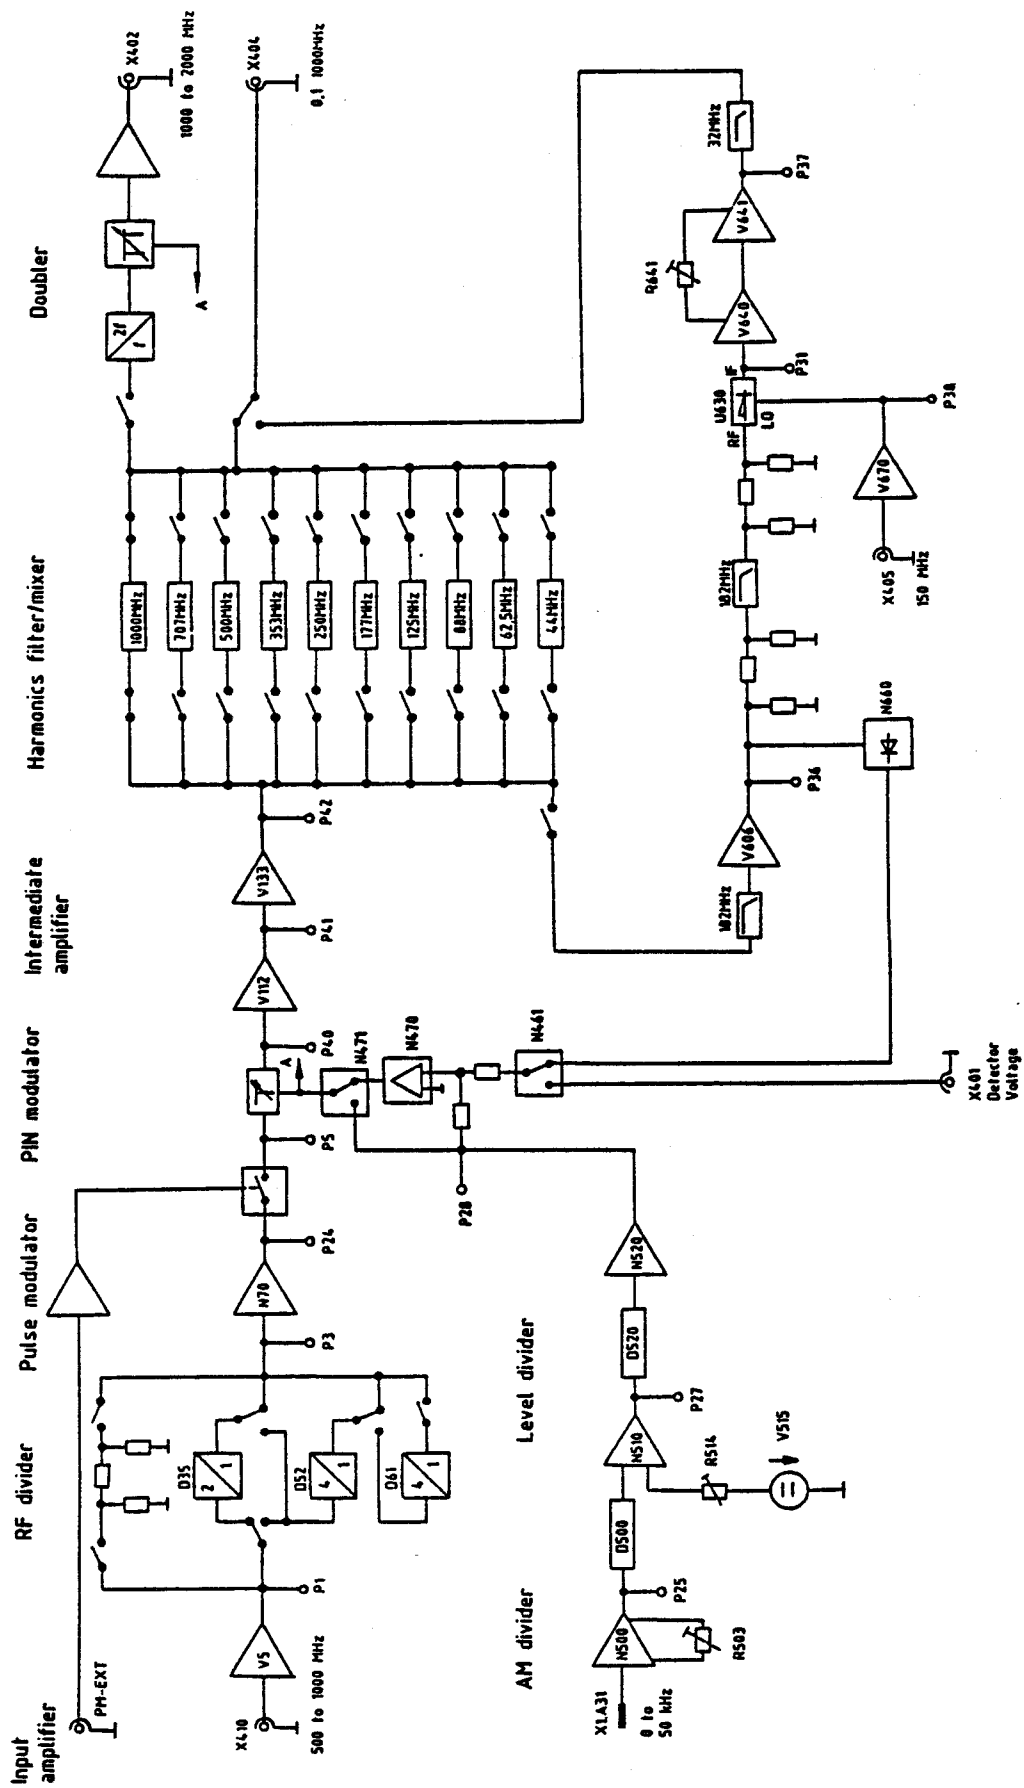 Input
amplifier
RF divider
Pulse modulator
PIN modulator
Intermediate
amplifier
Harmonics filter/mixer
Doubler
PM-EXT
X410
500 to 1000 MHz
V5
P1
D35
2
1
D52
4
1
D61
4
1
P3
N70
P24
P5
A
P40
V112
P41
V133
P42
1000MHz
707MHz
500MHz
353MHz
250MHz
177MHz
125MHz
88MHz
62,5MHz
44MHz
2f
f
A
X402
1000 to 2000 MHz
X404
0,1 1000MHz
N471
N470
N461
P28
X401
Detector
Voltage
182MHz
V606
P36
N660
182MHz
RF
U630
IF
LO
P31
V640
R641
V641
P37
32MHz
X405
150 MHz
V670
P38
AM divider
Level divider
X1.A31
0 to
50 kHz
N500
R503
P25
D500
N510
R514
V515
P27
D520
N520